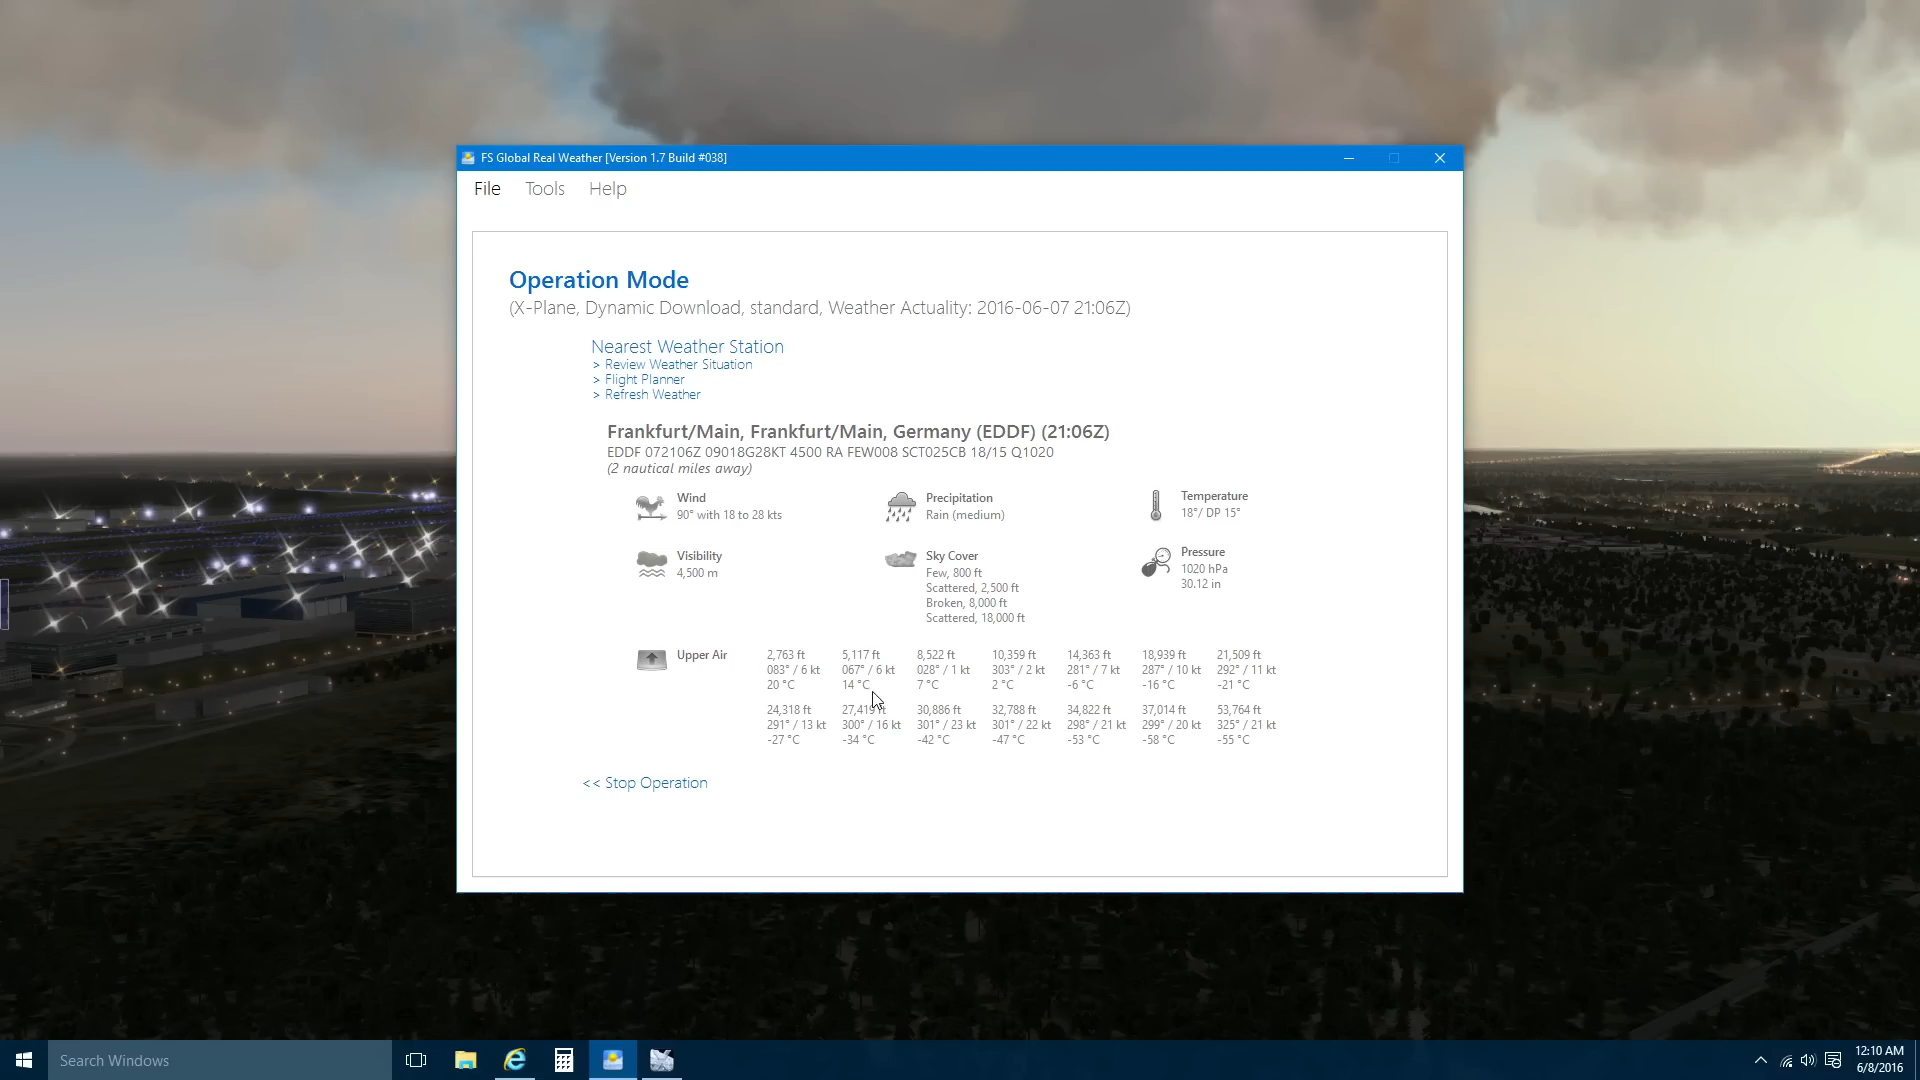 FS Global Real Weather [Version 1.7 Build #038]
File Tools Help
Operation Mode
(X-Plane, Dynamic Download, standard, Weather Actuality: 2016-06-07 21:06Z)
Nearest Weather Station
> Review Weather Situation
> Flight Planner
> Refresh Weather
Frankfurt/Main, Frankfurt/Main, Germany (EDDF) (21:06Z)
EDDF 072106Z 09018G28KT 4500 RA FEW008 SCT025CB 18/15 Q1020
(2 nautical miles away)
Wind
90° with 18 to 28 kts
Precipitation
Rain (medium)
Temperature
18°/ DP 15°
Visibility
4,500 m
Sky Cover
Few, 800 ft
Scattered, 2,500 ft
Broken, 8,000 ft
Scattered, 18,000 ft
Pressure
1020 hPa
30.12 in
Upper Air
2,763 ft 5,117 ft 8,522 ft 10,359 ft 14,363 ft 18,939 ft 21,509 ft
083° / 6 kt 067° / 6 kt 028° / 1 kt 303° / 2 kt 281° / 7 kt 287° / 10 kt 292° / 11 kt
20 °C 14 °C 7 °C 2 °C -6 °C -16 °C -21 °C
24,318 ft 27,419 ft 30,886 ft 32,788 ft 34,822 ft 37,014 ft 53,764 ft
291° / 13 kt 300° / 16 kt 301° / 23 kt 301° / 22 kt 298° / 21 kt 299° / 20 kt 325° / 21 kt
-27 °C -34 °C -42 °C -47 °C -53 °C -58 °C -55 °C
<< Stop Operation
Search Windows
12:10 AM
6/8/2016